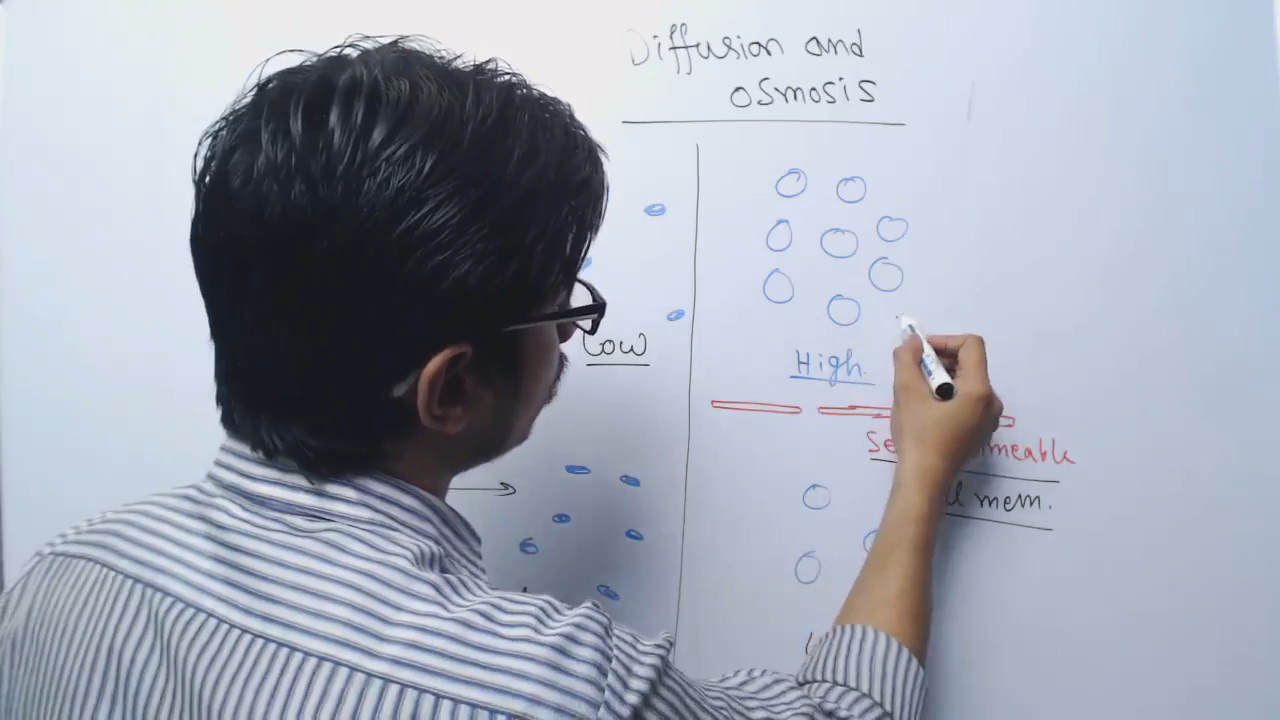 Diffusion and
osmosis
Low
High
mem.